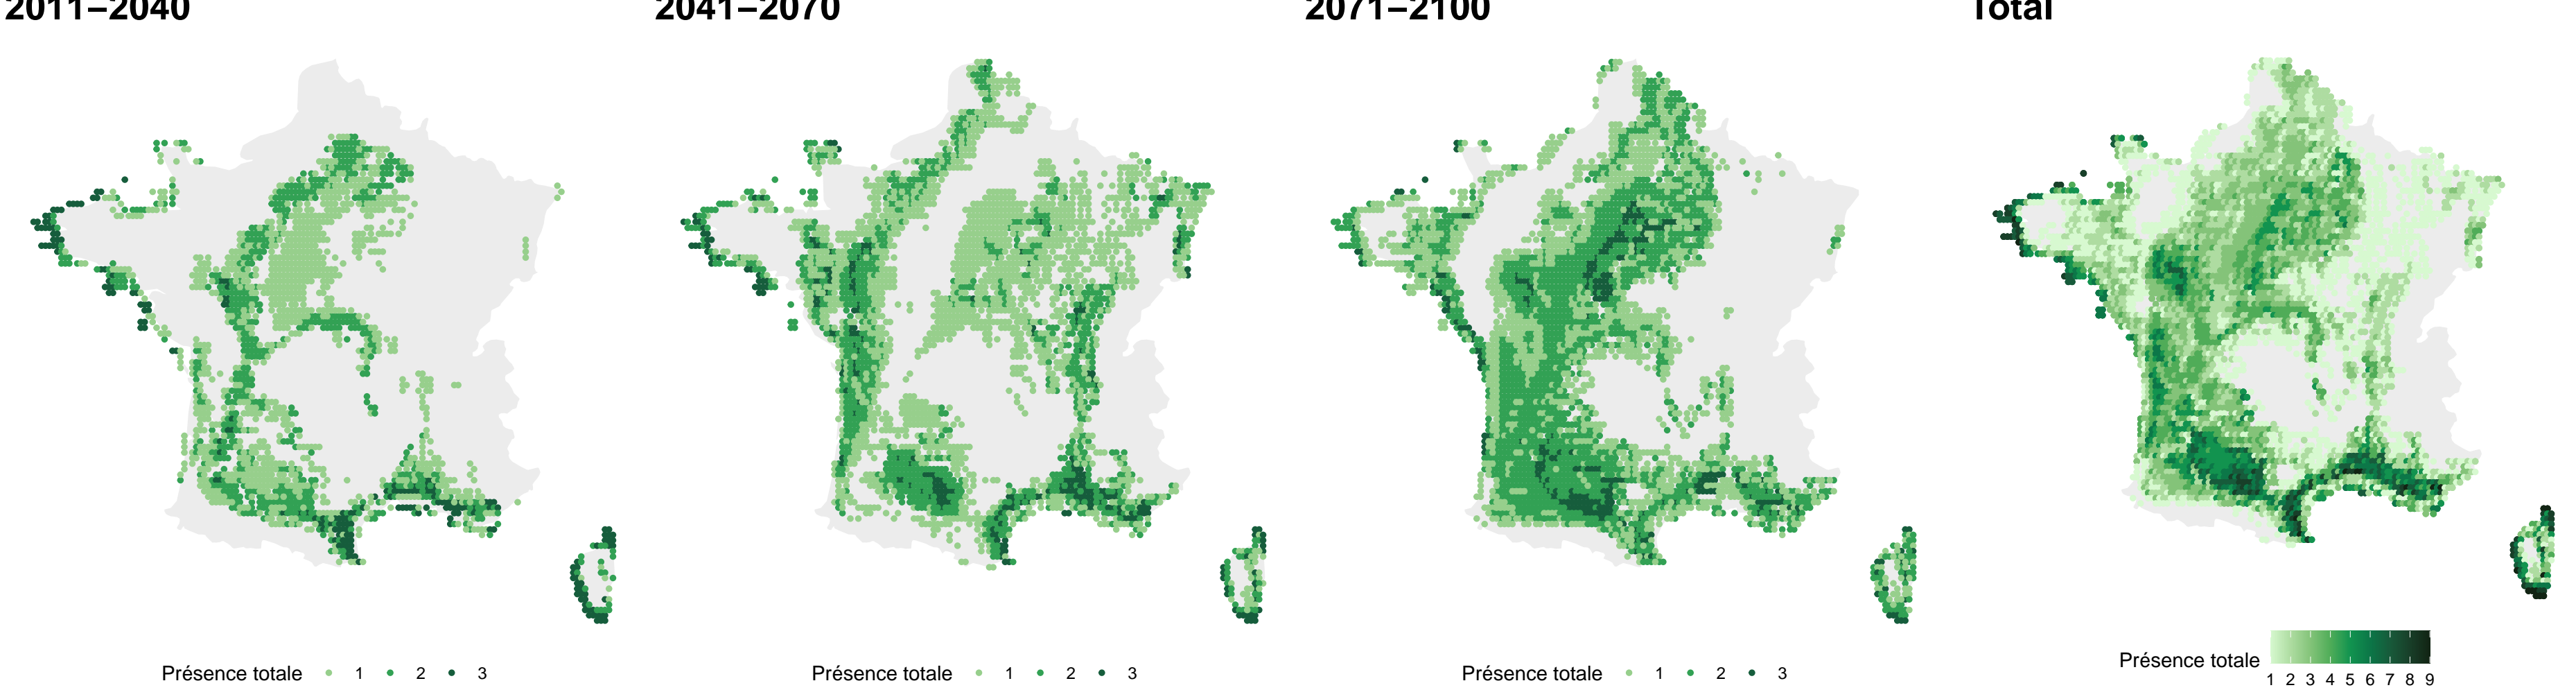 2011–2040
2041–2070
2071–2100
Total
Présence totale 1 2 3
Présence totale 1 2 3
Présence totale 1 2 3
Présence totale
1 2 3 4 5 6 7 8 9